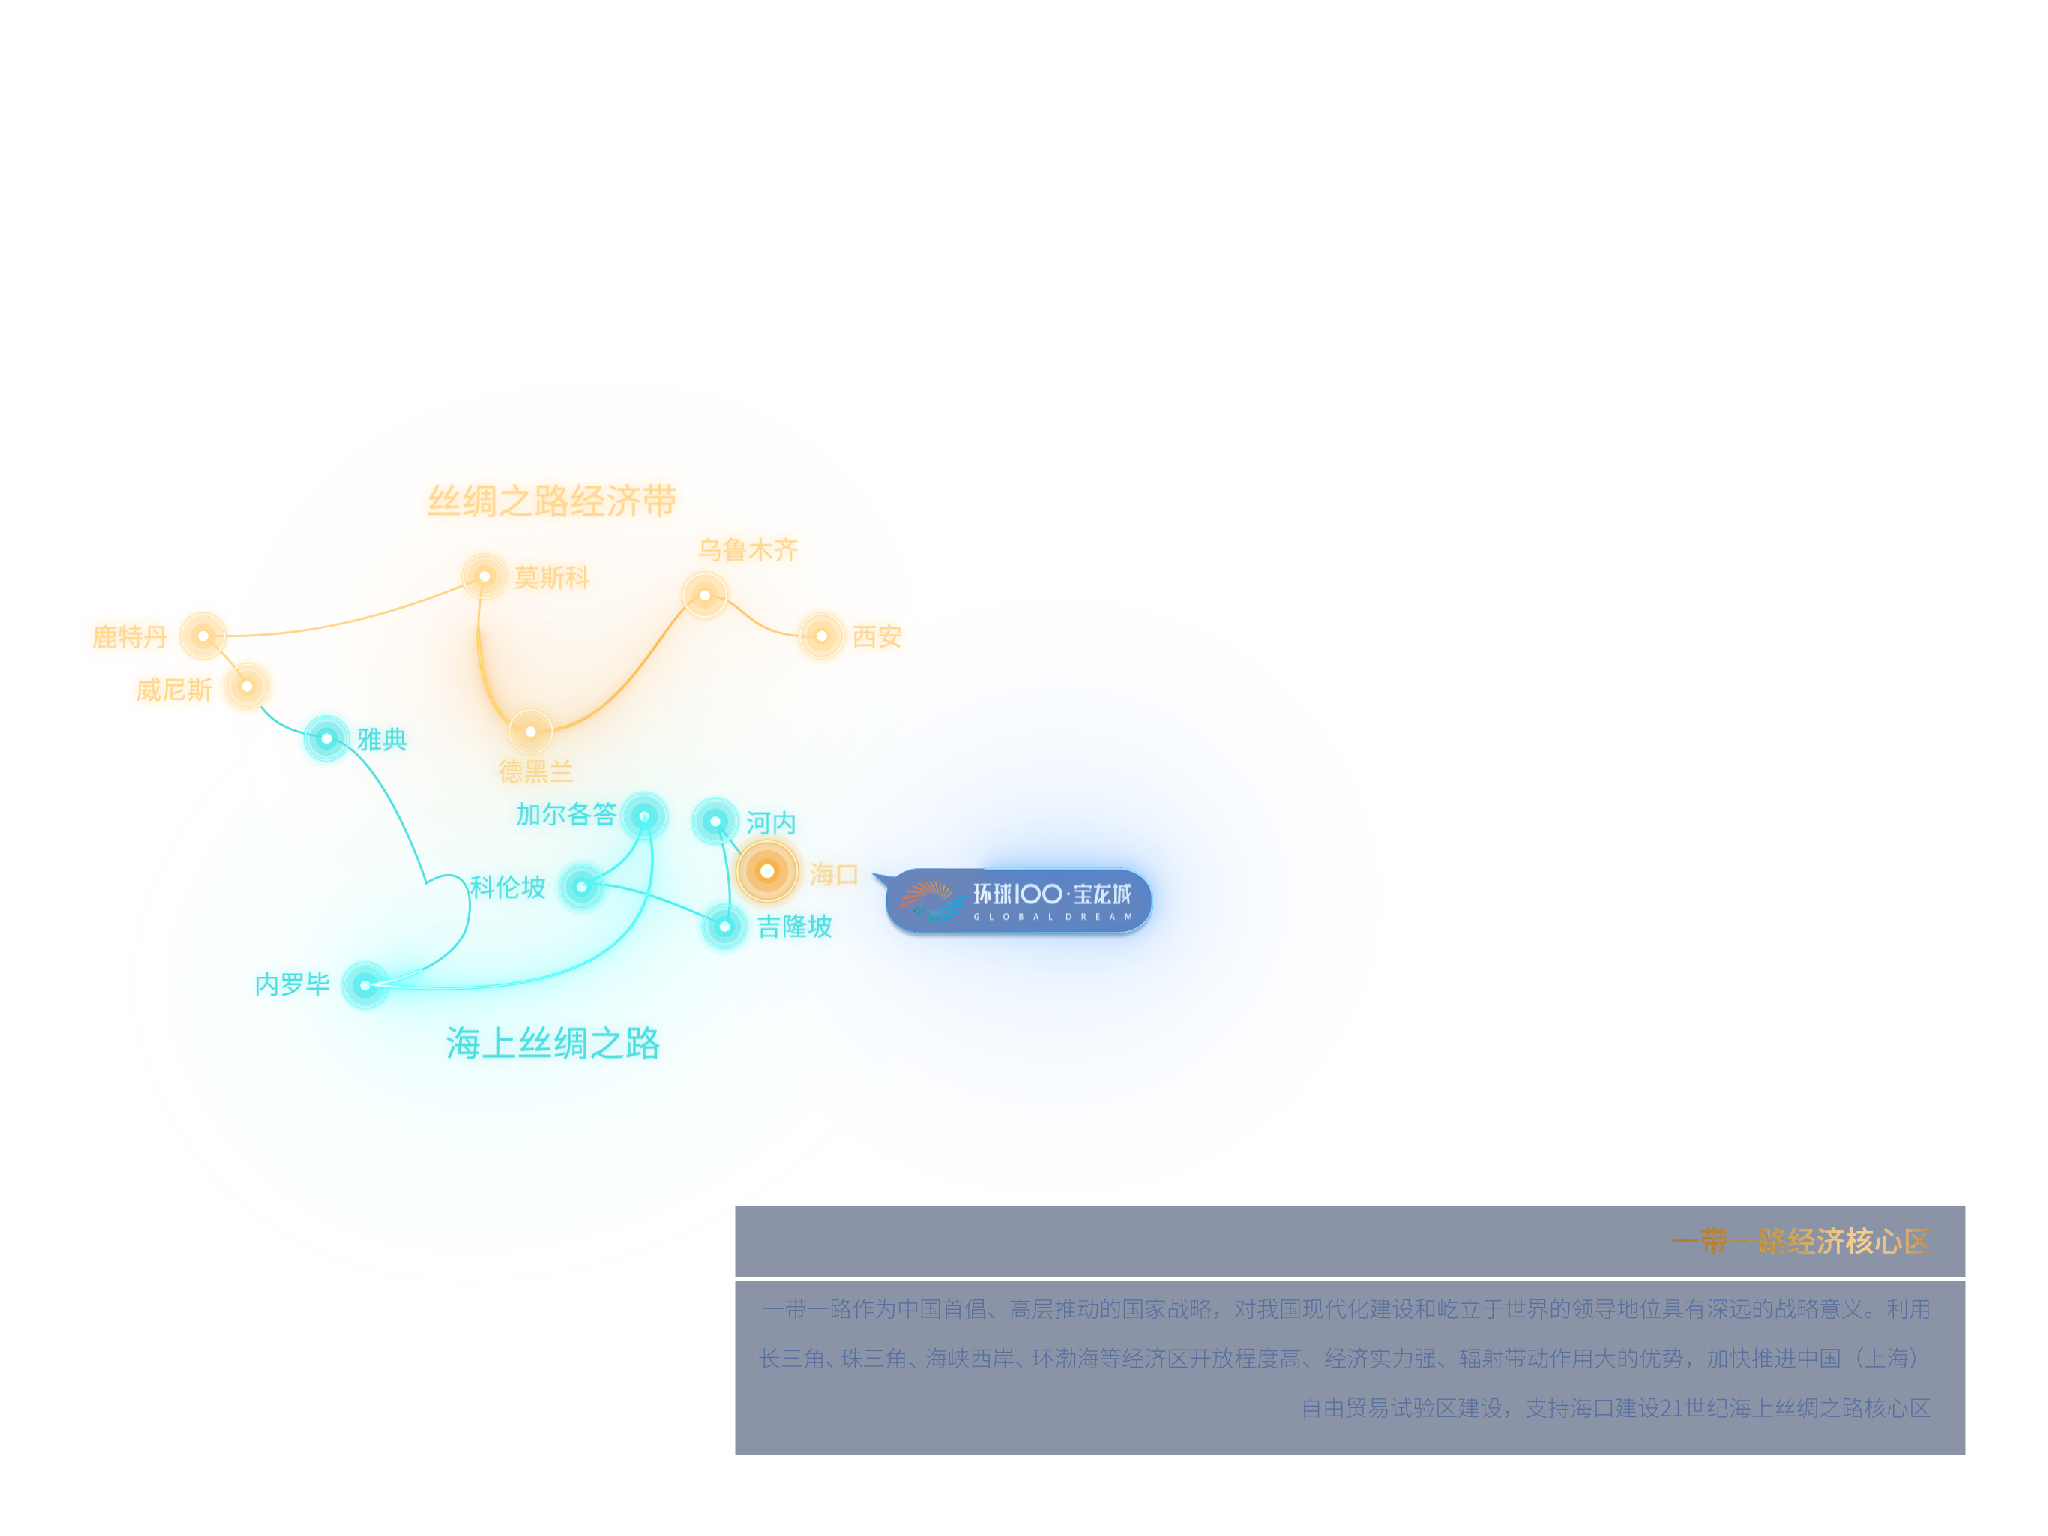 丝绸之路经济带
乌鲁木齐
莫斯科
鹿特丹
西安
威尼斯
雅典
德黑兰
加尔各答
河内
海口
科伦坡
环球100·宝龙城
GLOBAL DREAM
吉隆坡
内罗毕
海上丝绸之路
一带一路经济核心区
一带一路作为中国首倡、高层推动的国家战略，对我国现代化建设和屹立于世界的领导地位具有深远的战略意义。利用
长三角、珠三角、海峡西岸、环渤海等经济区开放程度高、经济实力强、辐射带动作用大的优势，加快推进中国（上海）
自由贸易试验区建设，支持海口建设21世纪海上丝绸之路核心区